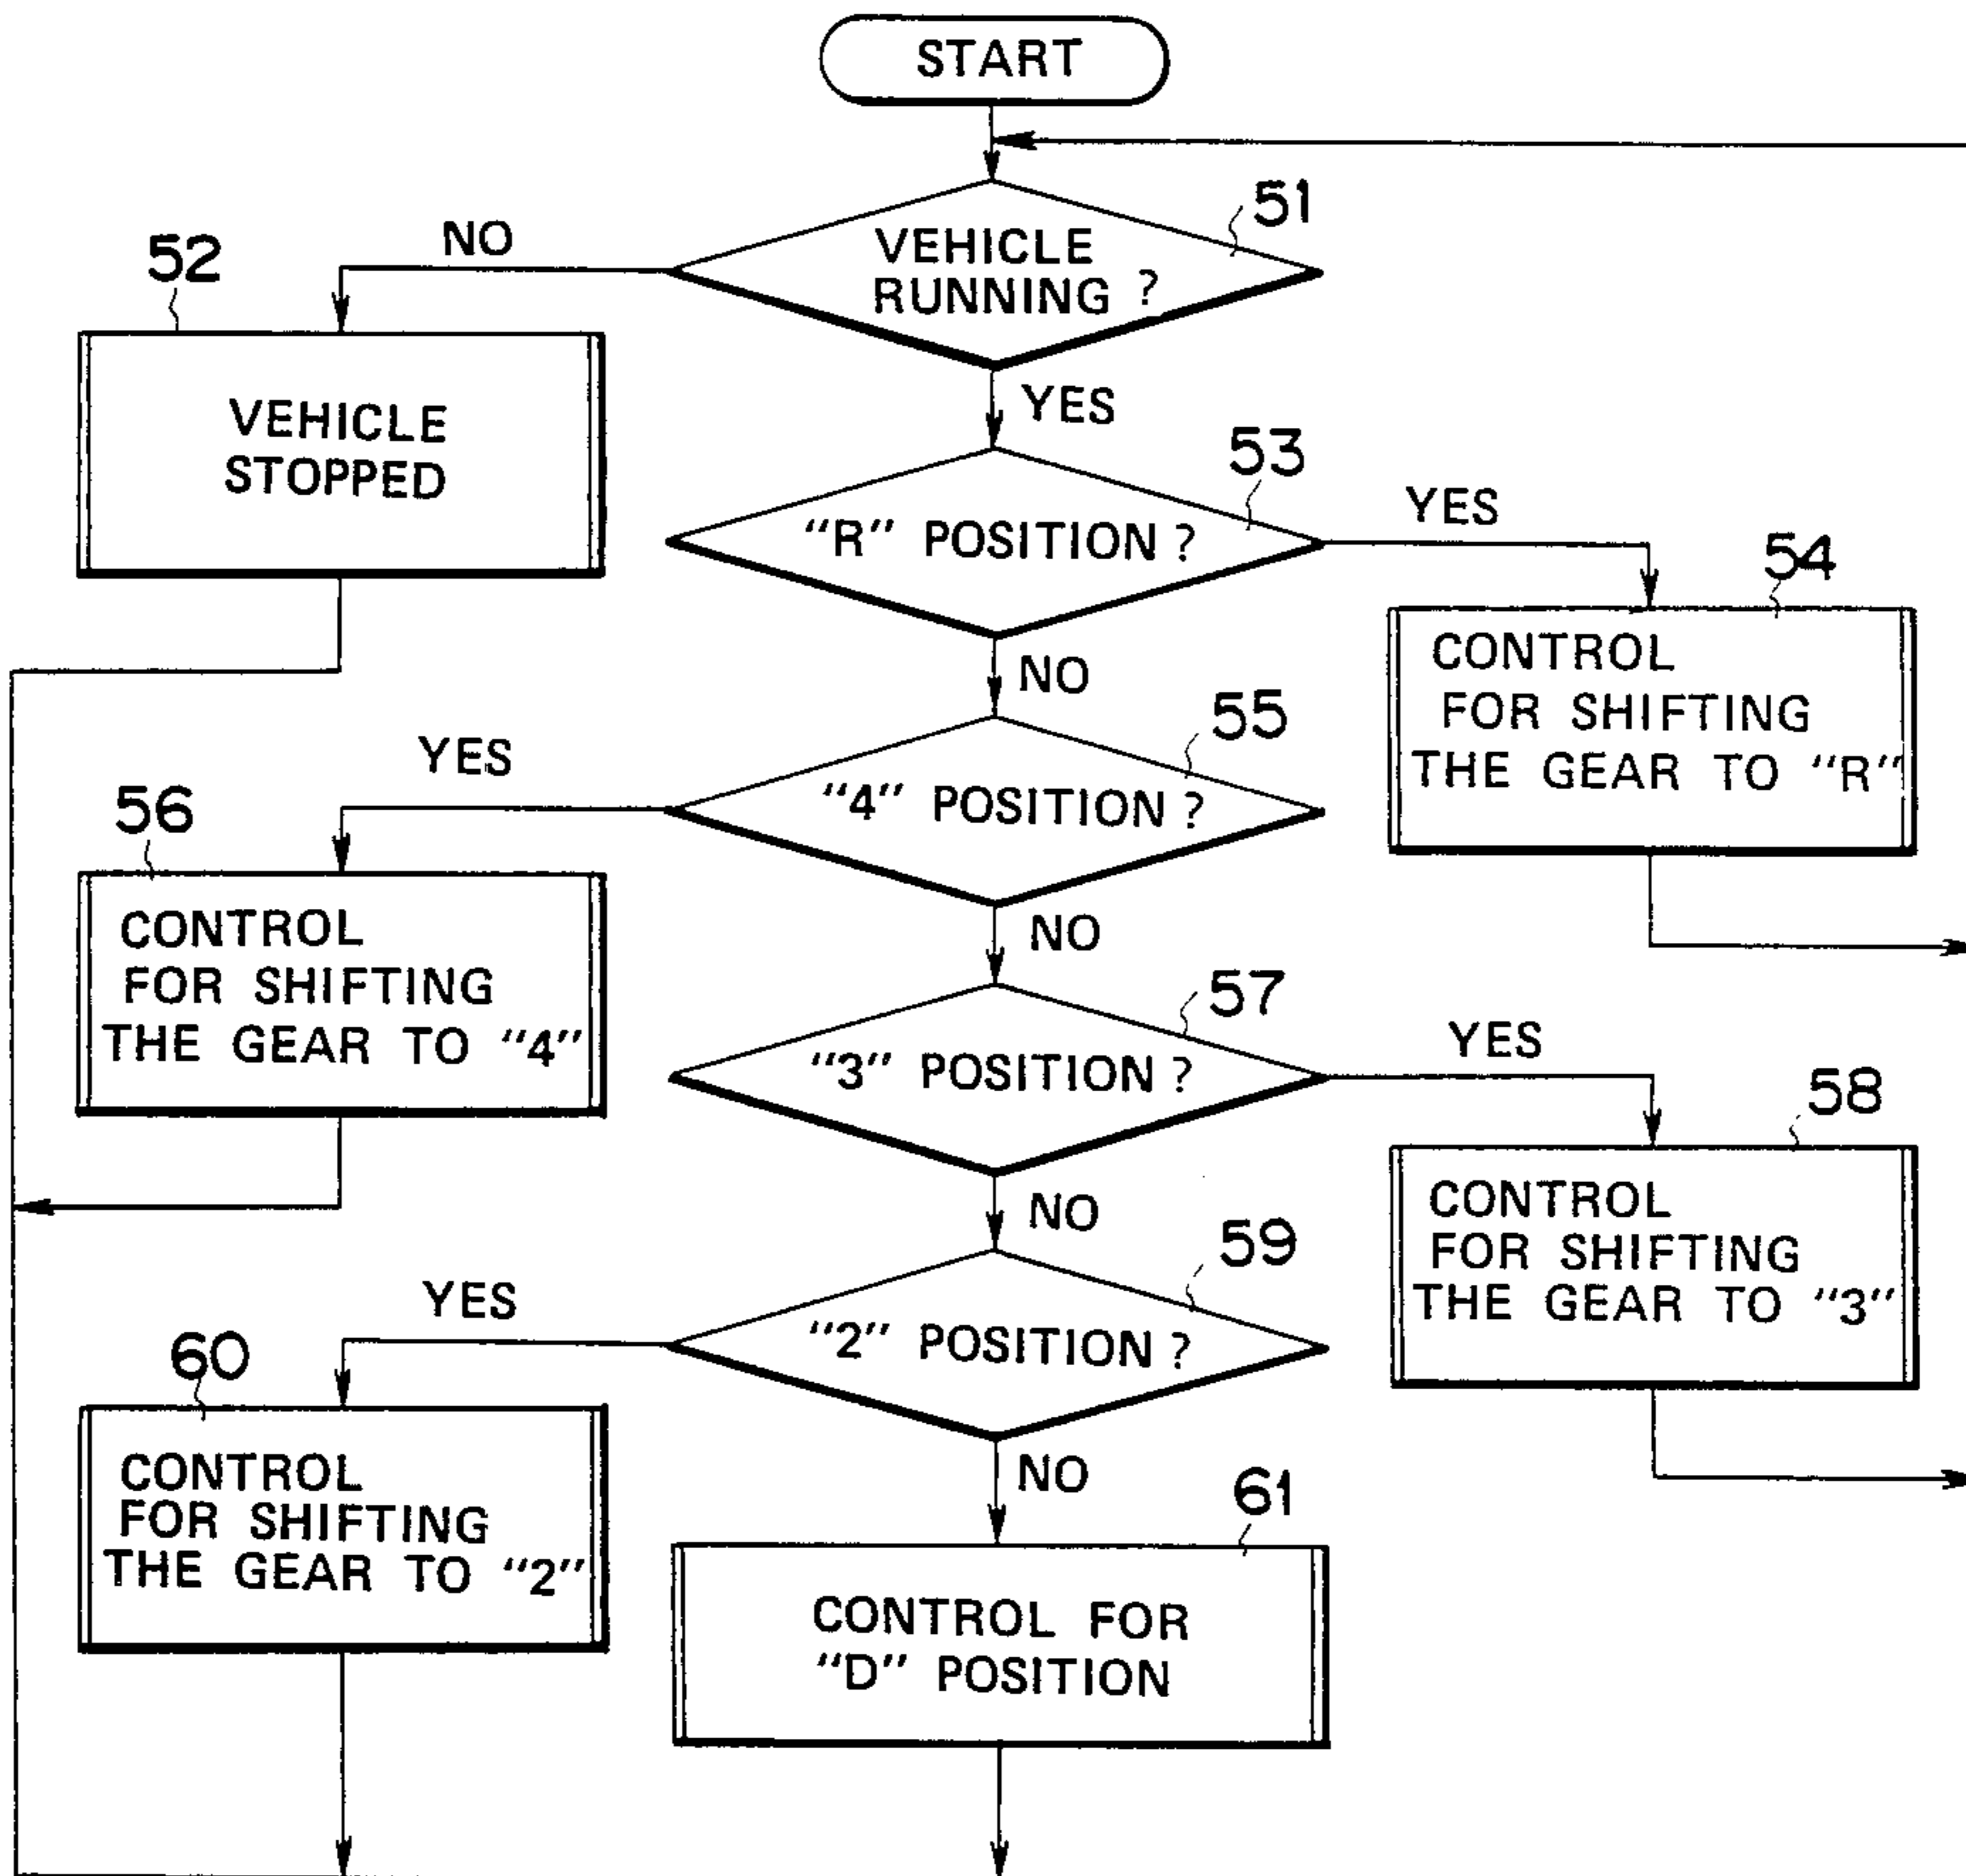 START
51
VEHICLE
RUNNING ?
NO
52
VEHICLE
STOPPED
YES
53
"R" POSITION ?
YES
54
CONTROL
FOR SHIFTING
THE GEAR TO "R"
NO
55
"4" POSITION ?
YES
56
CONTROL
FOR SHIFTING
THE GEAR TO "4"
NO
57
"3" POSITION ?
YES
58
CONTROL
FOR SHIFTING
THE GEAR TO "3"
NO
59
"2" POSITION ?
YES
60
CONTROL
FOR SHIFTING
THE GEAR TO "2"
NO
61
CONTROL FOR
"D" POSITION